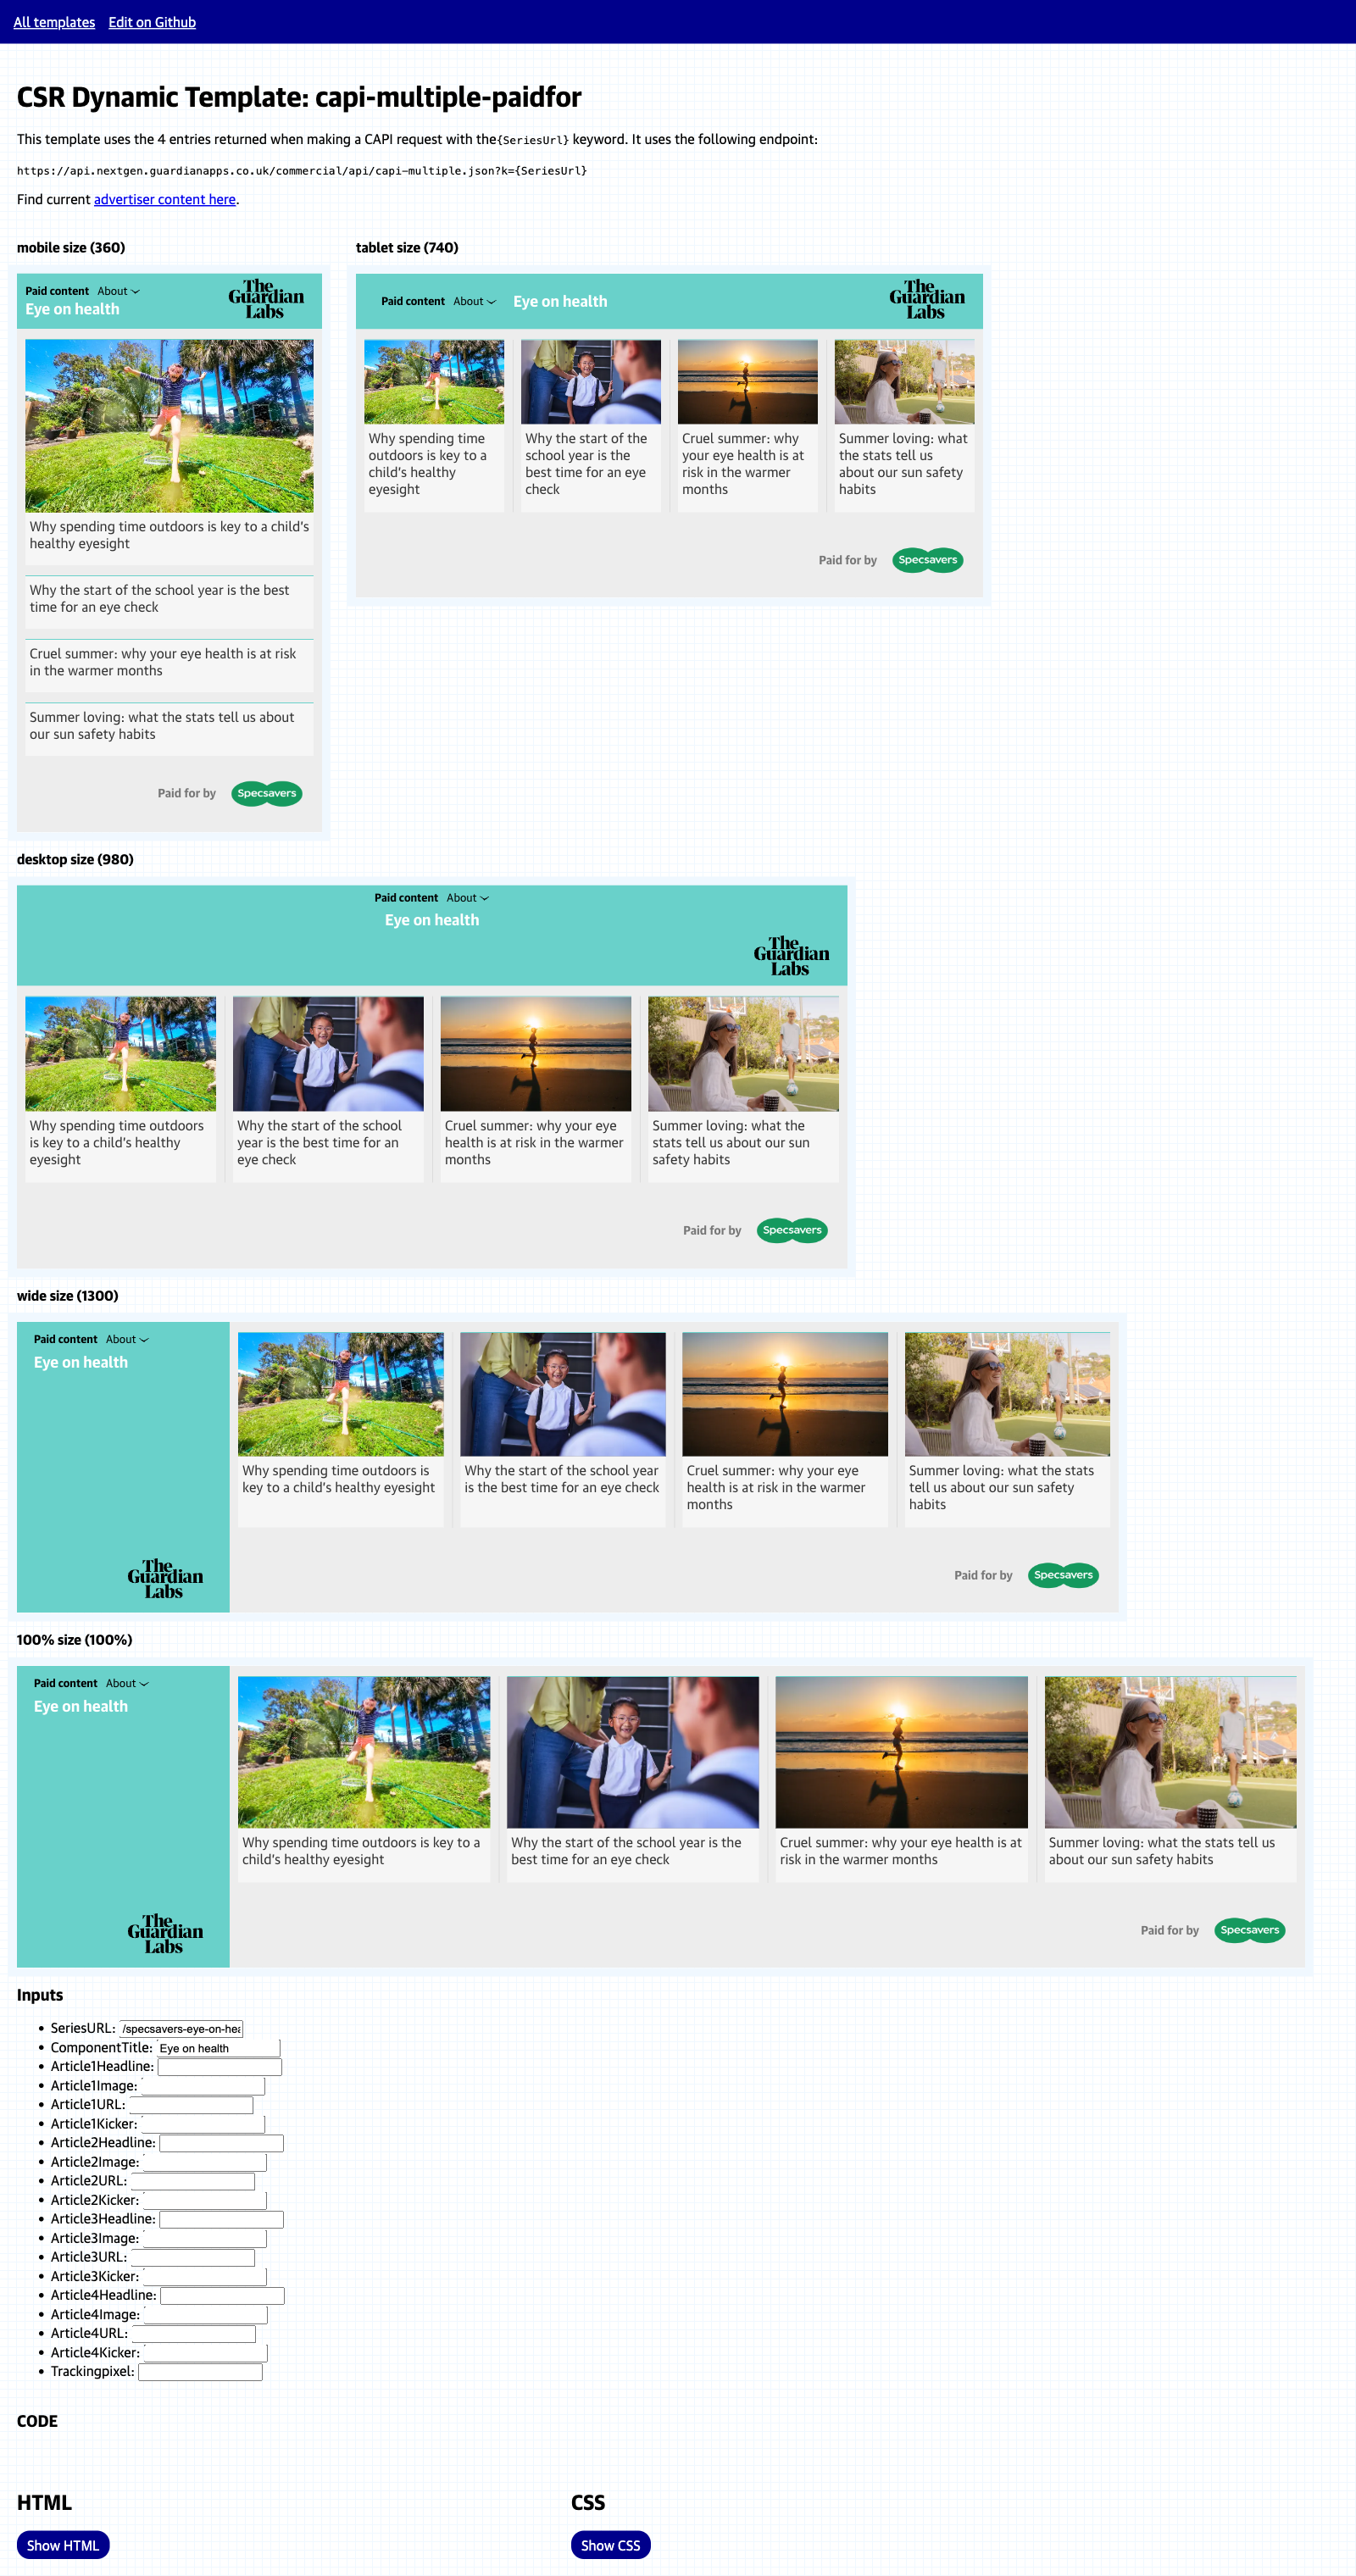 All templates Edit on Github
CSR Dynamic Template: capi-multiple-paidfor
This template uses the 4 entries returned when making a CAPI request with the{SeriesUrl} keyword. It uses the following endpoint:
https://api.nextgen.guardianapps.co.uk/commercial/api/capi-multiple.json?k={SeriesUrl}
Find current advertiser content here.
mobile size (360)
Paid content About
Eye on health
The
Guardian
Labs
Why spending time outdoors is key to a child’s
healthy eyesight
Why the start of the school year is the best
time for an eye check
Cruel summer: why your eye health is at risk
in the warmer months
Summer loving: what the stats tell us about
our sun safety habits
Paid for by Specsavers
tablet size (740)
Paid content About Eye on health
The
Guardian
Labs
Why spending time
outdoors is key to a
child’s healthy
eyesight
Why the start of the
school year is the
best time for an eye
check
Cruel summer: why
your eye health is at
risk in the warmer
months
Summer loving: what
the stats tell us
about our sun safety
habits
Paid for by Specsavers
desktop size (980)
Paid content About
Eye on health
The
Guardian
Labs
Why spending time outdoors
is key to a child’s healthy
eyesight
Why the start of the school
year is the best time for an
eye check
Cruel summer: why your eye
health is at risk in the warmer
months
Summer loving: what the
stats tell us about our sun
safety habits
Paid for by Specsavers
wide size (1300)
Paid content About
Eye on health
The
Guardian
Labs
Why spending time outdoors is
key to a child’s healthy eyesight
Why the start of the school year
is the best time for an eye check
Cruel summer: why your eye
health is at risk in the warmer
months
Summer loving: what the stats
tell us about our sun safety
habits
Paid for by Specsavers
100% size (100%)
Paid content About
Eye on health
The
Guardian
Labs
Why spending time outdoors is key to a
child’s healthy eyesight
Why the start of the school year is the
best time for an eye check
Cruel summer: why your eye health is at
risk in the warmer months
Summer loving: what the stats tell us
about our sun safety habits
Paid for by Specsavers
Inputs
SeriesURL: /specsavers-eye-on-hea
ComponentTitle: Eye on health
Article1Headline:
Article1Image:
Article1URL:
Article1Kicker:
Article2Headline:
Article2Image:
Article2URL:
Article2Kicker:
Article3Headline:
Article3Image:
Article3URL:
Article3Kicker:
Article4Headline:
Article4Image:
Article4URL:
Article4Kicker:
Trackingpixel:
CODE
HTML
Show HTML
CSS
Show CSS